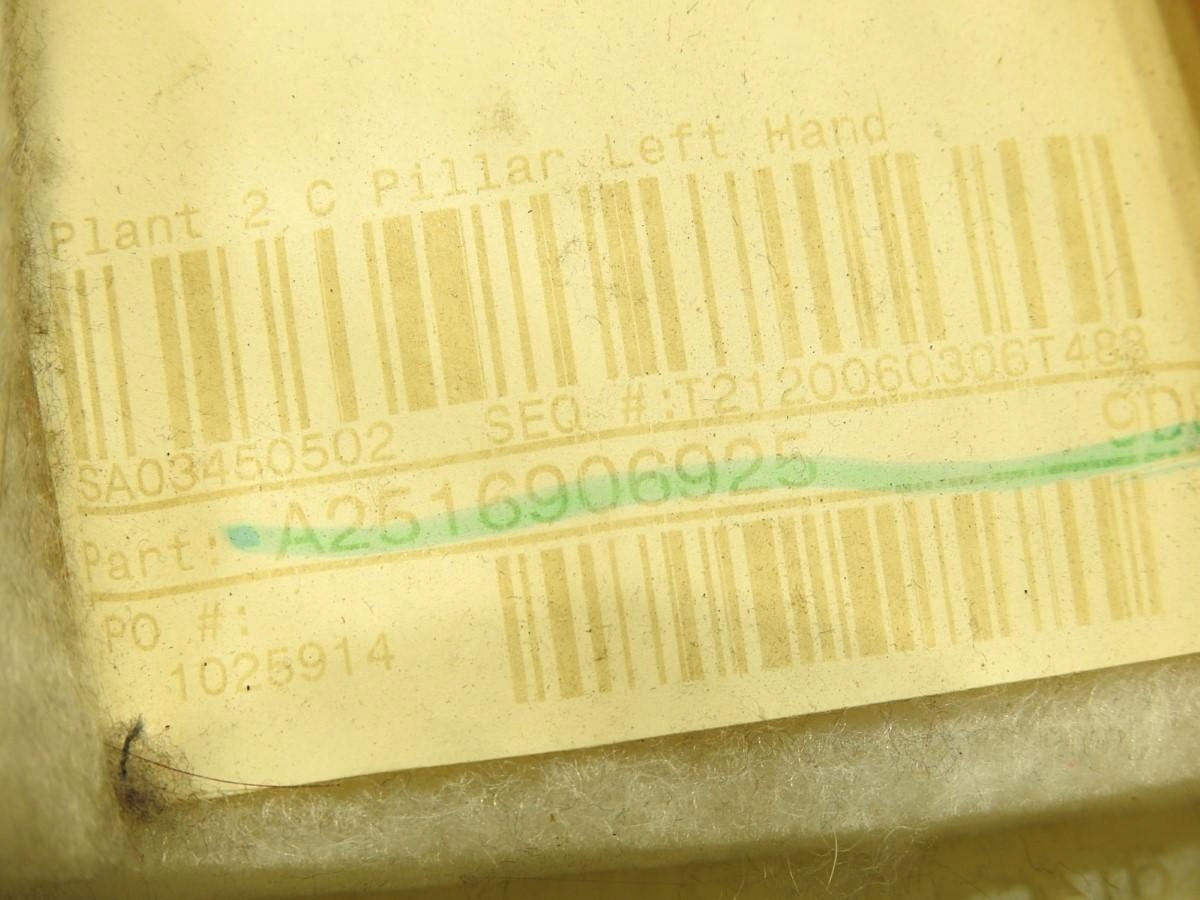 Plant 2 C Pillar Left Hand
SA03450502 SEQ #:T2120060306T483
Part: A2516906925
PO #:
1025914